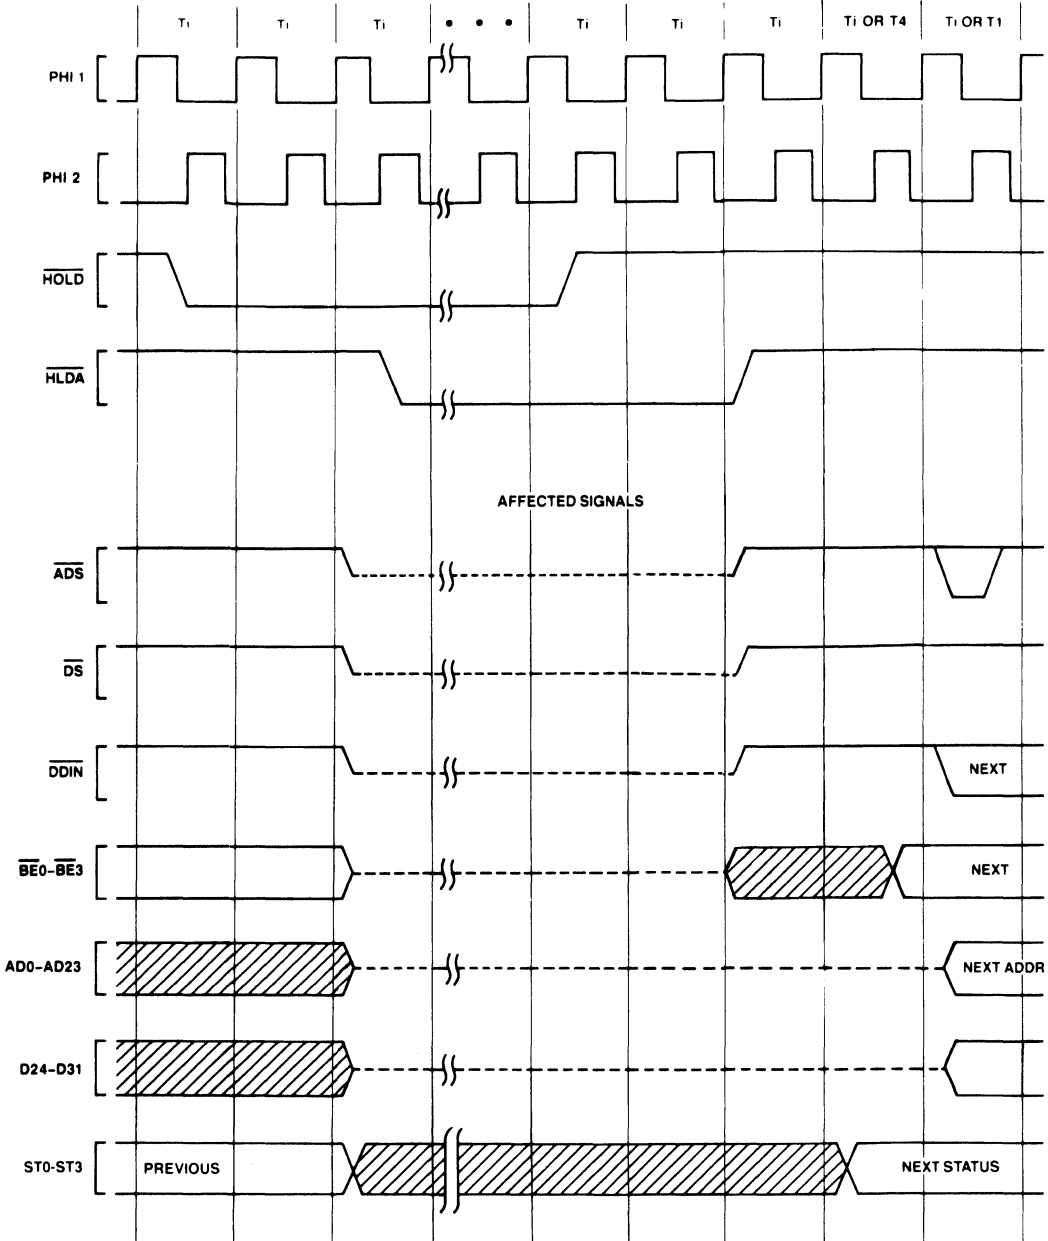 Ti Ti Ti • • • Ti Ti Ti Ti OR T4 Ti OR T1
PHI 1
PHI 2
HOLD
HLDA
AFFECTED SIGNALS
ADS
DS
DDIN
NEXT
BE0-BE3
NEXT
AD0-AD23
NEXT ADDR
D24-D31
ST0-ST3
PREVIOUS
NEXT STATUS